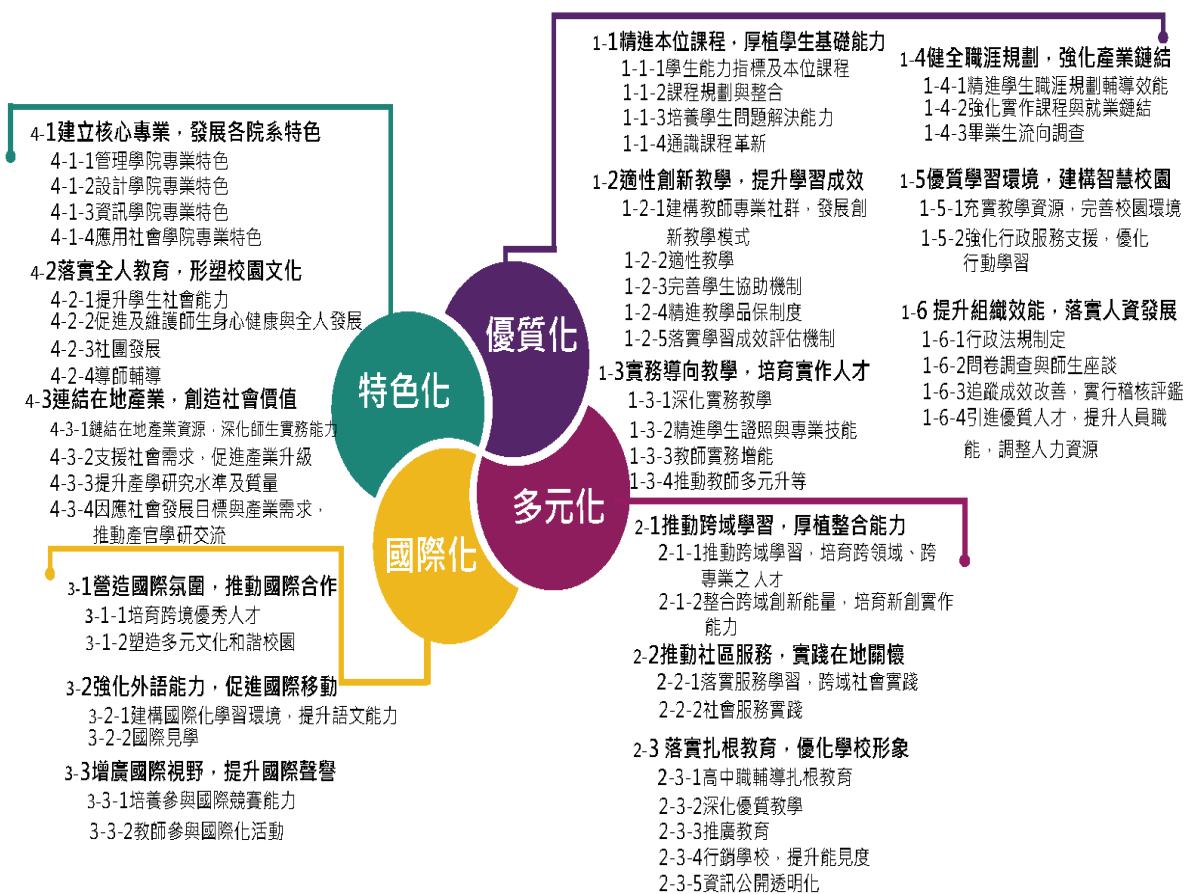 優質化
1-1精進本位課程，厚植學生基礎能力
1-1-1學生能力指標及本位課程
1-1-2課程規劃與整合
1-1-3培養學生問題解決能力
1-1-4通識課程革新
1-2適性創新教學，提升學習成效
1-2-1建構教師專業社群，發展創
新教學模式
1-2-2適性教學
1-2-3完善學生協助機制
1-2-4精進教學品保制度
1-2-5落實學習成效評估機制
1-3實務導向教學，培育實作人才
1-3-1深化實務教學
1-3-2精進學生證照與專業技能
1-3-3教師實務增能
1-3-4推動教師多元升等
1-4健全職涯規劃，強化產業鏈結
1-4-1精進學生職涯規劃輔導效能
1-4-2強化實作課程與就業鏈結
1-4-3畢業生流向調查
1-5優質學習環境，建構智慧校園
1-5-1充實教學資源，完善校園環境
1-5-2強化行政服務支援，優化
行動學習
1-6 提升組織效能，落實人資發展
1-6-1行政法規制定
1-6-2問卷調查與師生座談
1-6-3追蹤成效改善，實行稽核評鑑
1-6-4引進優質人才，提升人員職
能，調整人力資源
多元化
2-1推動跨域學習，厚植整合能力
2-1-1推動跨域學習，培育跨領域、跨
專業之人才
2-1-2整合跨域創新能量，培育新創實作
能力
2-2推動社區服務，實踐在地關懷
2-2-1落實服務學習，跨域社會實踐
2-2-2社會服務實踐
2-3 落實扎根教育，優化學校形象
2-3-1高中職輔導扎根教育
2-3-2深化優質教學
2-3-3推廣教育
2-3-4行銷學校，提升能見度
2-3-5資訊公開透明化
國際化
3-1營造國際氛圍，推動國際合作
3-1-1培育跨境優秀人才
3-1-2塑造多元文化和諧校園
3-2強化外語能力，促進國際移動
3-2-1建構國際化學習環境，提升語文能力
3-2-2國際見學
3-3增廣國際視野，提升國際聲譽
3-3-1培養參與國際競賽能力
3-3-2教師參與國際化活動
特色化
4-1建立核心專業，發展各院系特色
4-1-1管理學院專業特色
4-1-2設計學院專業特色
4-1-3資訊學院專業特色
4-1-4應用社會學院專業特色
4-2落實全人教育，形塑校園文化
4-2-1提升學生社會能力
4-2-2促進及維護師生身心健康與全人發展
4-2-3社團發展
4-2-4導師輔導
4-3連結在地產業，創造社會價值
4-3-1鏈結在地產業資源，深化師生實務能力
4-3-2支援社會需求，促進產業升級
4-3-3提升產學研究水準及質量
4-3-4因應社會發展目標與產業需求，
推動產官學研交流